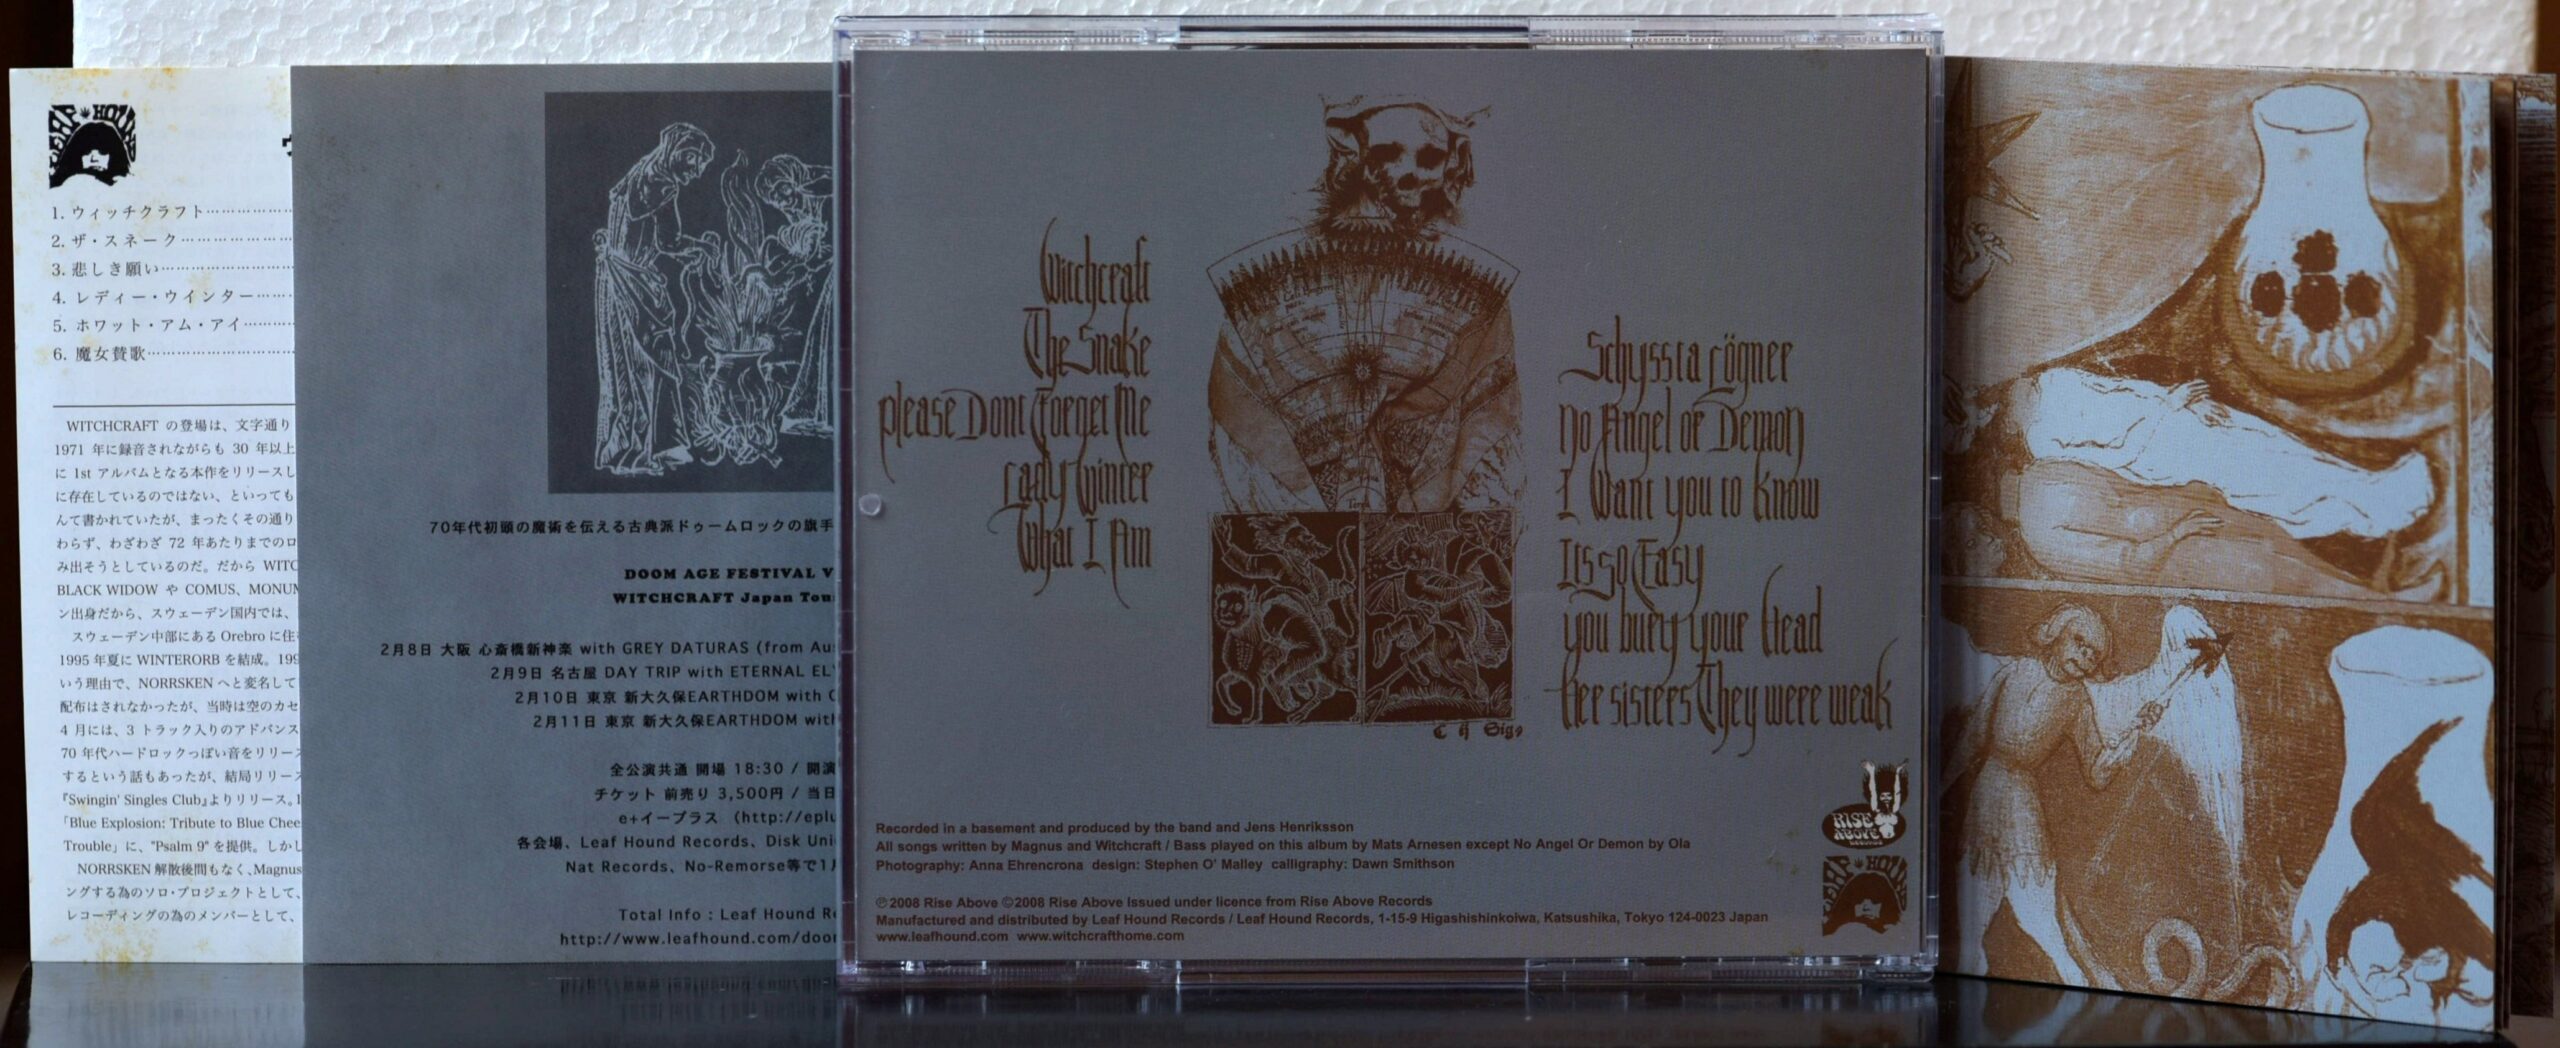 LEAF HOUND
1. ウィッチクラフト
2. ザ・スネーク
3. 悲しき願い
4. レディー・ウインター
5. ホワット・アム・アイ
6. 魔女賛歌
WITCHCRAFT の登場は、文字通り
1971 年に録音されながらも 30 年以上
に 1st アルバムとなる本作をリリースし
に存在しているのではない、といっても
んて書かれていたが、まったくその通り
わらず、わざわざ 72 年あたりまでのロ
み出そうとしているのだ。だから WITC
BLACK WIDOW や COMUS、MONUM
ン出身だから、スウェーデン国内では、
スウェーデン中部にある Orebro に住
1995 年夏に WINTERORB を結成。199
いう理由で、NORRSKEN へと変名して
配布はされなかったが、当時は空のカセ
4 月には、3 トラック入りのアドバンス
70 年代ハードロックっぽい音をリリース
するという話もあったが、結局リリース
『Swingin' Singles Club』よりリリース。
「Blue Explosion: Tribute to Blue Chee
Trouble」に、"Psalm 9" を提供。しかし
NORRSKEN 解散後間もなく、Magnus
ングする為のソロ・プロジェクトとして、
レコーディングの為のメンバーとして、
70年代初頭の魔術を伝える古典派ドゥームロックの旗手
DOOM AGE FESTIVAL V
WITCHCRAFT Japan Tou
2月8日 大阪 心斎橋新神楽 with GREY DATURAS (from Aus
2月9日 名古屋 DAY TRIP with ETERNAL EL
2月10日 東京 新大久保EARTHDOM with
2月11日 東京 新大久保EARTHDOM with
全公演共通 開場 18:30 / 開演
チケット 前売り 3,500円 / 当日
e+イープラス (http://eplu
各会場、Leaf Hound Records、Disk Uni
Nat Records、No-Remorse等で1月
Total Info : Leaf Hound Re
http://www.leafhound.com/doo
Witchcraft
The Snake
please Dont Forget Me
Lady Winter
What I Am
Schyssta Lögner
No Angel or Demon
I Want you to Know
Its so Easy
you bury your Head
Her sisters They were weak
Recorded in a basement and produced by the band and Jens Henriksson
All songs written by Magnus and Witchcraft / Bass played on this album by Mats Arnesen except No Angel Or Demon by Ola
Photography: Anna Ehrencrona design: Stephen O' Malley calligraphy: Dawn Smithson
℗2008 Rise Above ©2008 Rise Above Issued under licence from Rise Above Records
Manufactured and distributed by Leaf Hound Records / Leaf Hound Records, 1-15-9 Higashishinkoiwa, Katsushika, Tokyo 124-0023 Japan
www.leafhound.com www.witchcrafthome.com
RISE ABOVE
LEAF HOUND